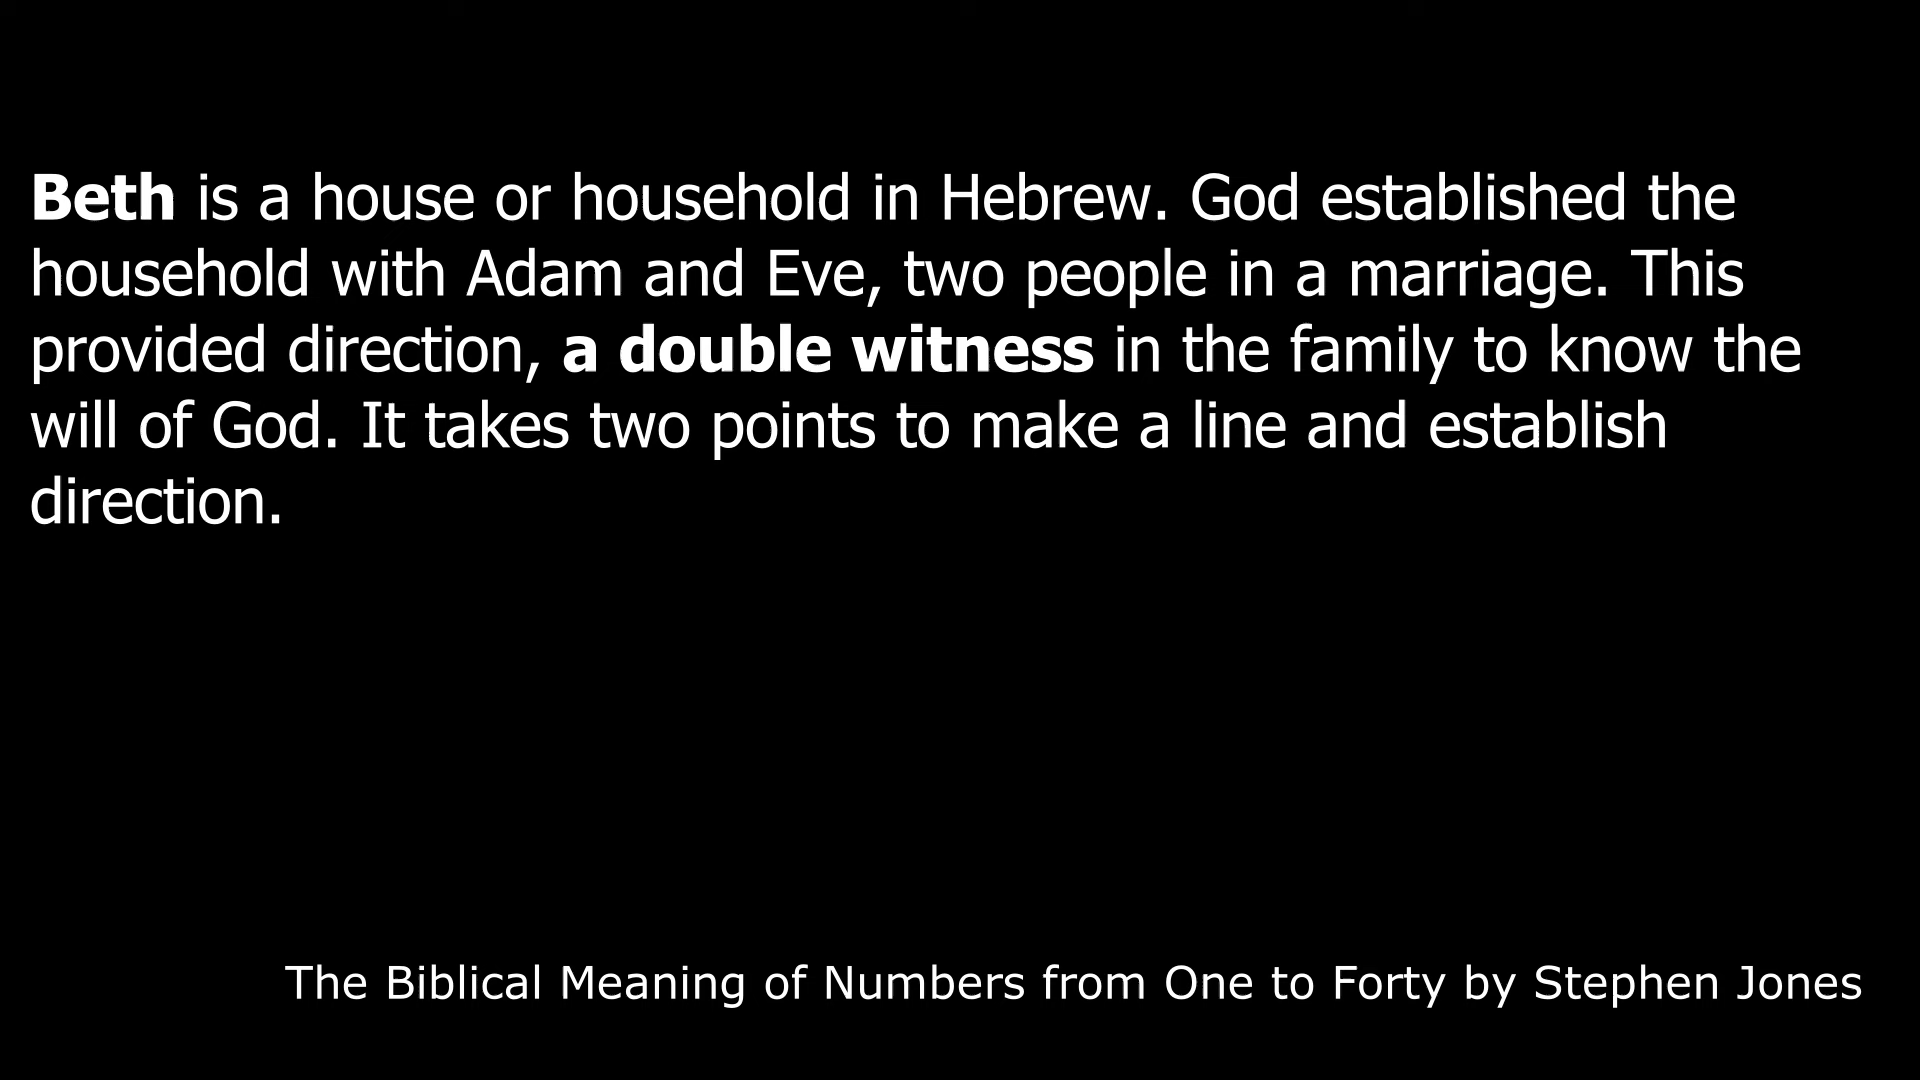 Beth is a house or household in Hebrew. God established the
household with Adam and Eve, two people in a marriage. This
provided direction, a double witness in the family to know the
will of God. It takes two points to make a line and establish
direction.
The Biblical Meaning of Numbers from One to Forty by Stephen Jones